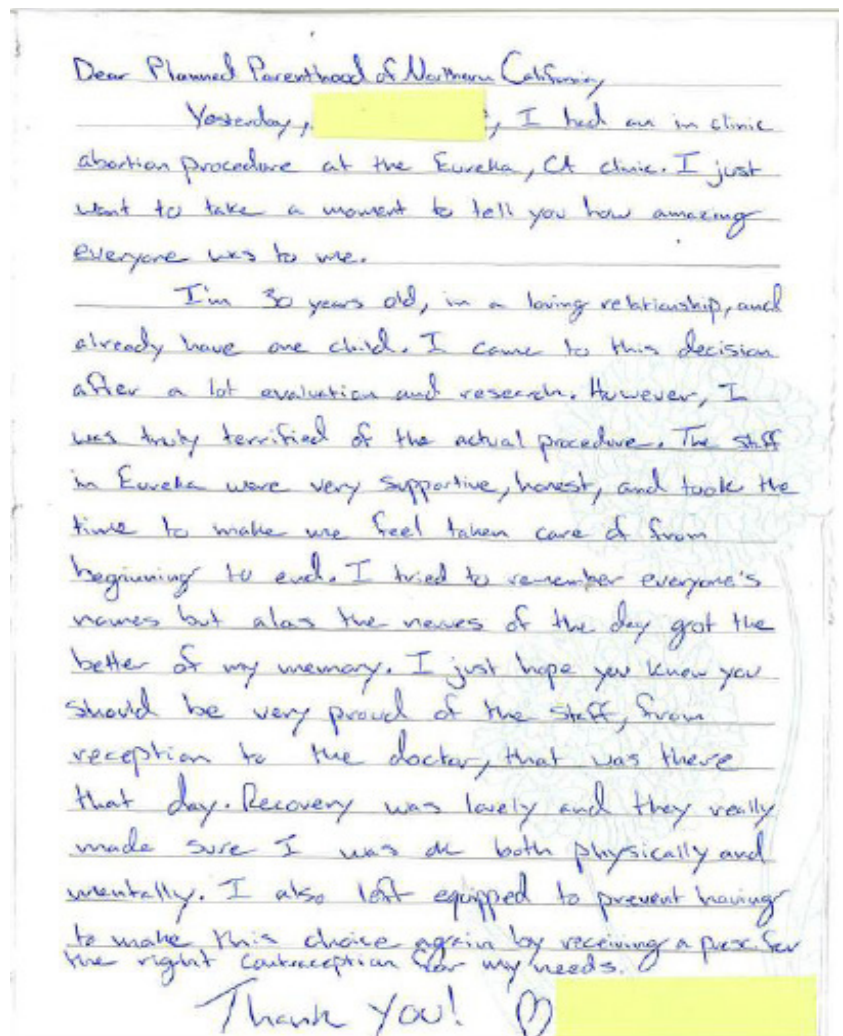 Dear Planned Parenthood of Northern California,
Yesterday, , I had an in clinic
abortion procedure at the Eureka, CA clinic. I just
want to take a moment to tell you how amazing
everyone was to me.
I'm 30 years old, in a loving relationship, and
already have one child. I came to this decision
after a lot evaluation and research. However, I
was truly terrified of the actual procedure. The staff
in Eureka were very supportive, honest, and took the
time to make me feel taken care of from
beginning to end. I tried to remember everyone's
names but alas the nerves of the day got the
better of my memory. I just hope you know you
should be very proud of the staff, from
reception to the doctor, that was there
that day. Recovery was lovely and they really
made sure I was ok both physically and
mentally. I also left equipped to prevent having
to make this choice again by receiving a presc. for
the right contraception for my needs.
Thank You! ♡